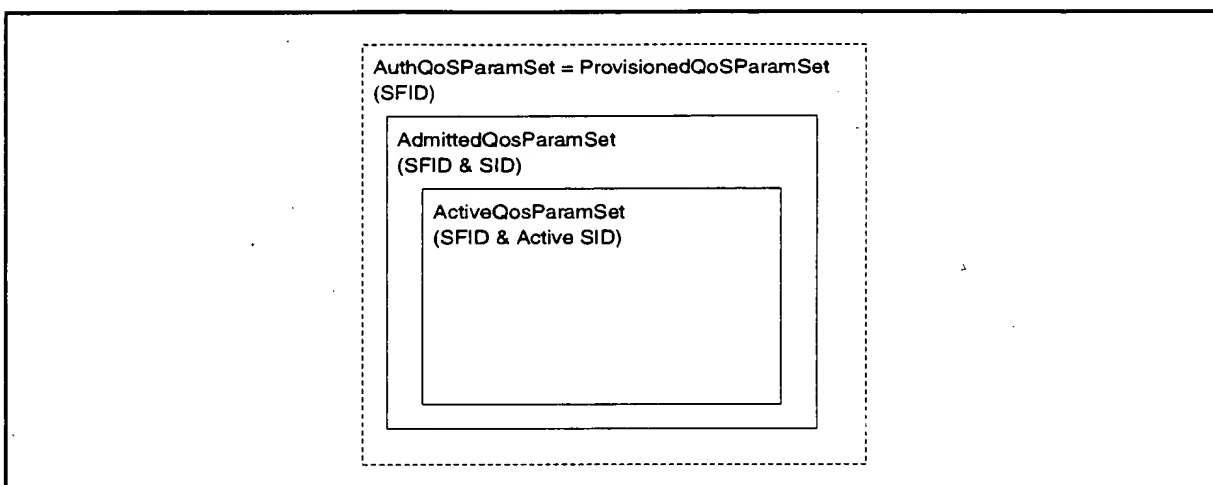 AuthQoSParamSet = ProvisionedQoSParamSet
(SFID)
AdmittedQosParamSet
(SFID & SID)
ActiveQosParamSet
(SFID & Active SID)